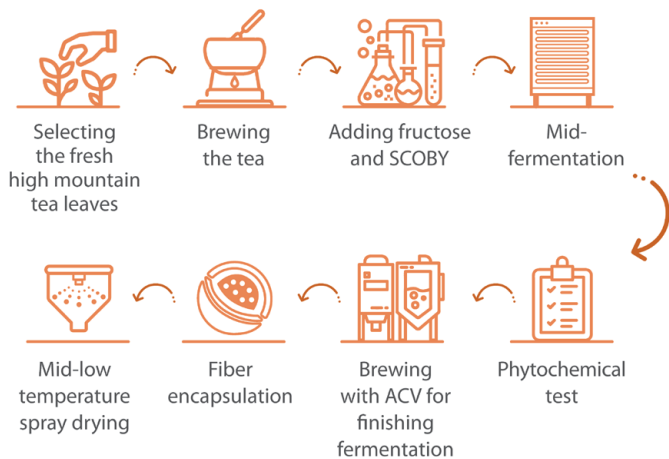 Selecting
the fresh
high mountain
tea leaves
Brewing
the tea
Adding fructose
and SCOBY
Mid-
fermentation
Phytochemical
test
Brewing
with ACV for
finishing
fermentation
Fiber
encapsulation
Mid-low
temperature
spray drying